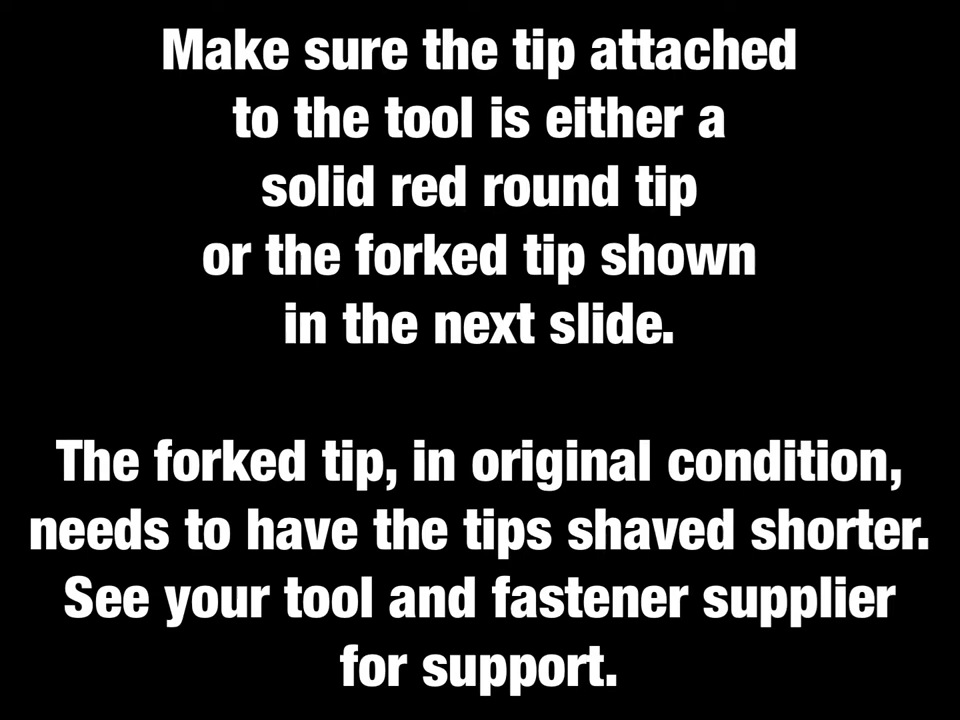 Make sure the tip attached
to the tool is either a
solid red round tip
or the forked tip shown
in the next slide.
The forked tip, in original condition,
needs to have the tips shaved shorter.
See your tool and fastener supplier
for support.